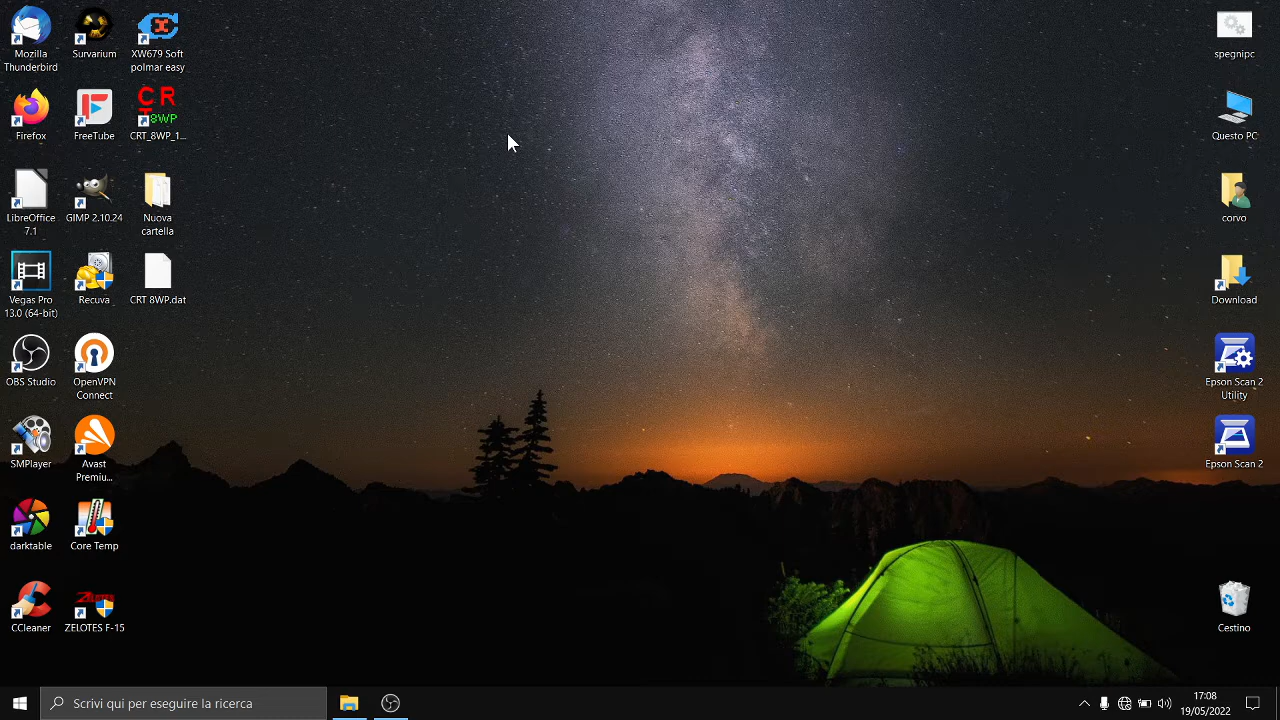 Mozilla
Thunderbird
Survarium
XW679 Soft
polmar easy
Firefox
FreeTube
CRT
8WP
CRT_8WP_1...
LibreOffice
7.1
GIMP 2.10.24
Nuova
cartella
Vegas Pro
13.0 (64-bit)
Recuva
CRT 8WP.dat
OBS Studio
OpenVPN
Connect
SMPlayer
Avast
Premiu...
darktable
Core Temp
CCleaner
ZELOTES F-15
spegnipc
Questo PC
corvo
Download
Epson Scan 2
Utility
Epson Scan 2
Cestino
Scrivi qui per eseguire la ricerca
17:08
19/05/2022